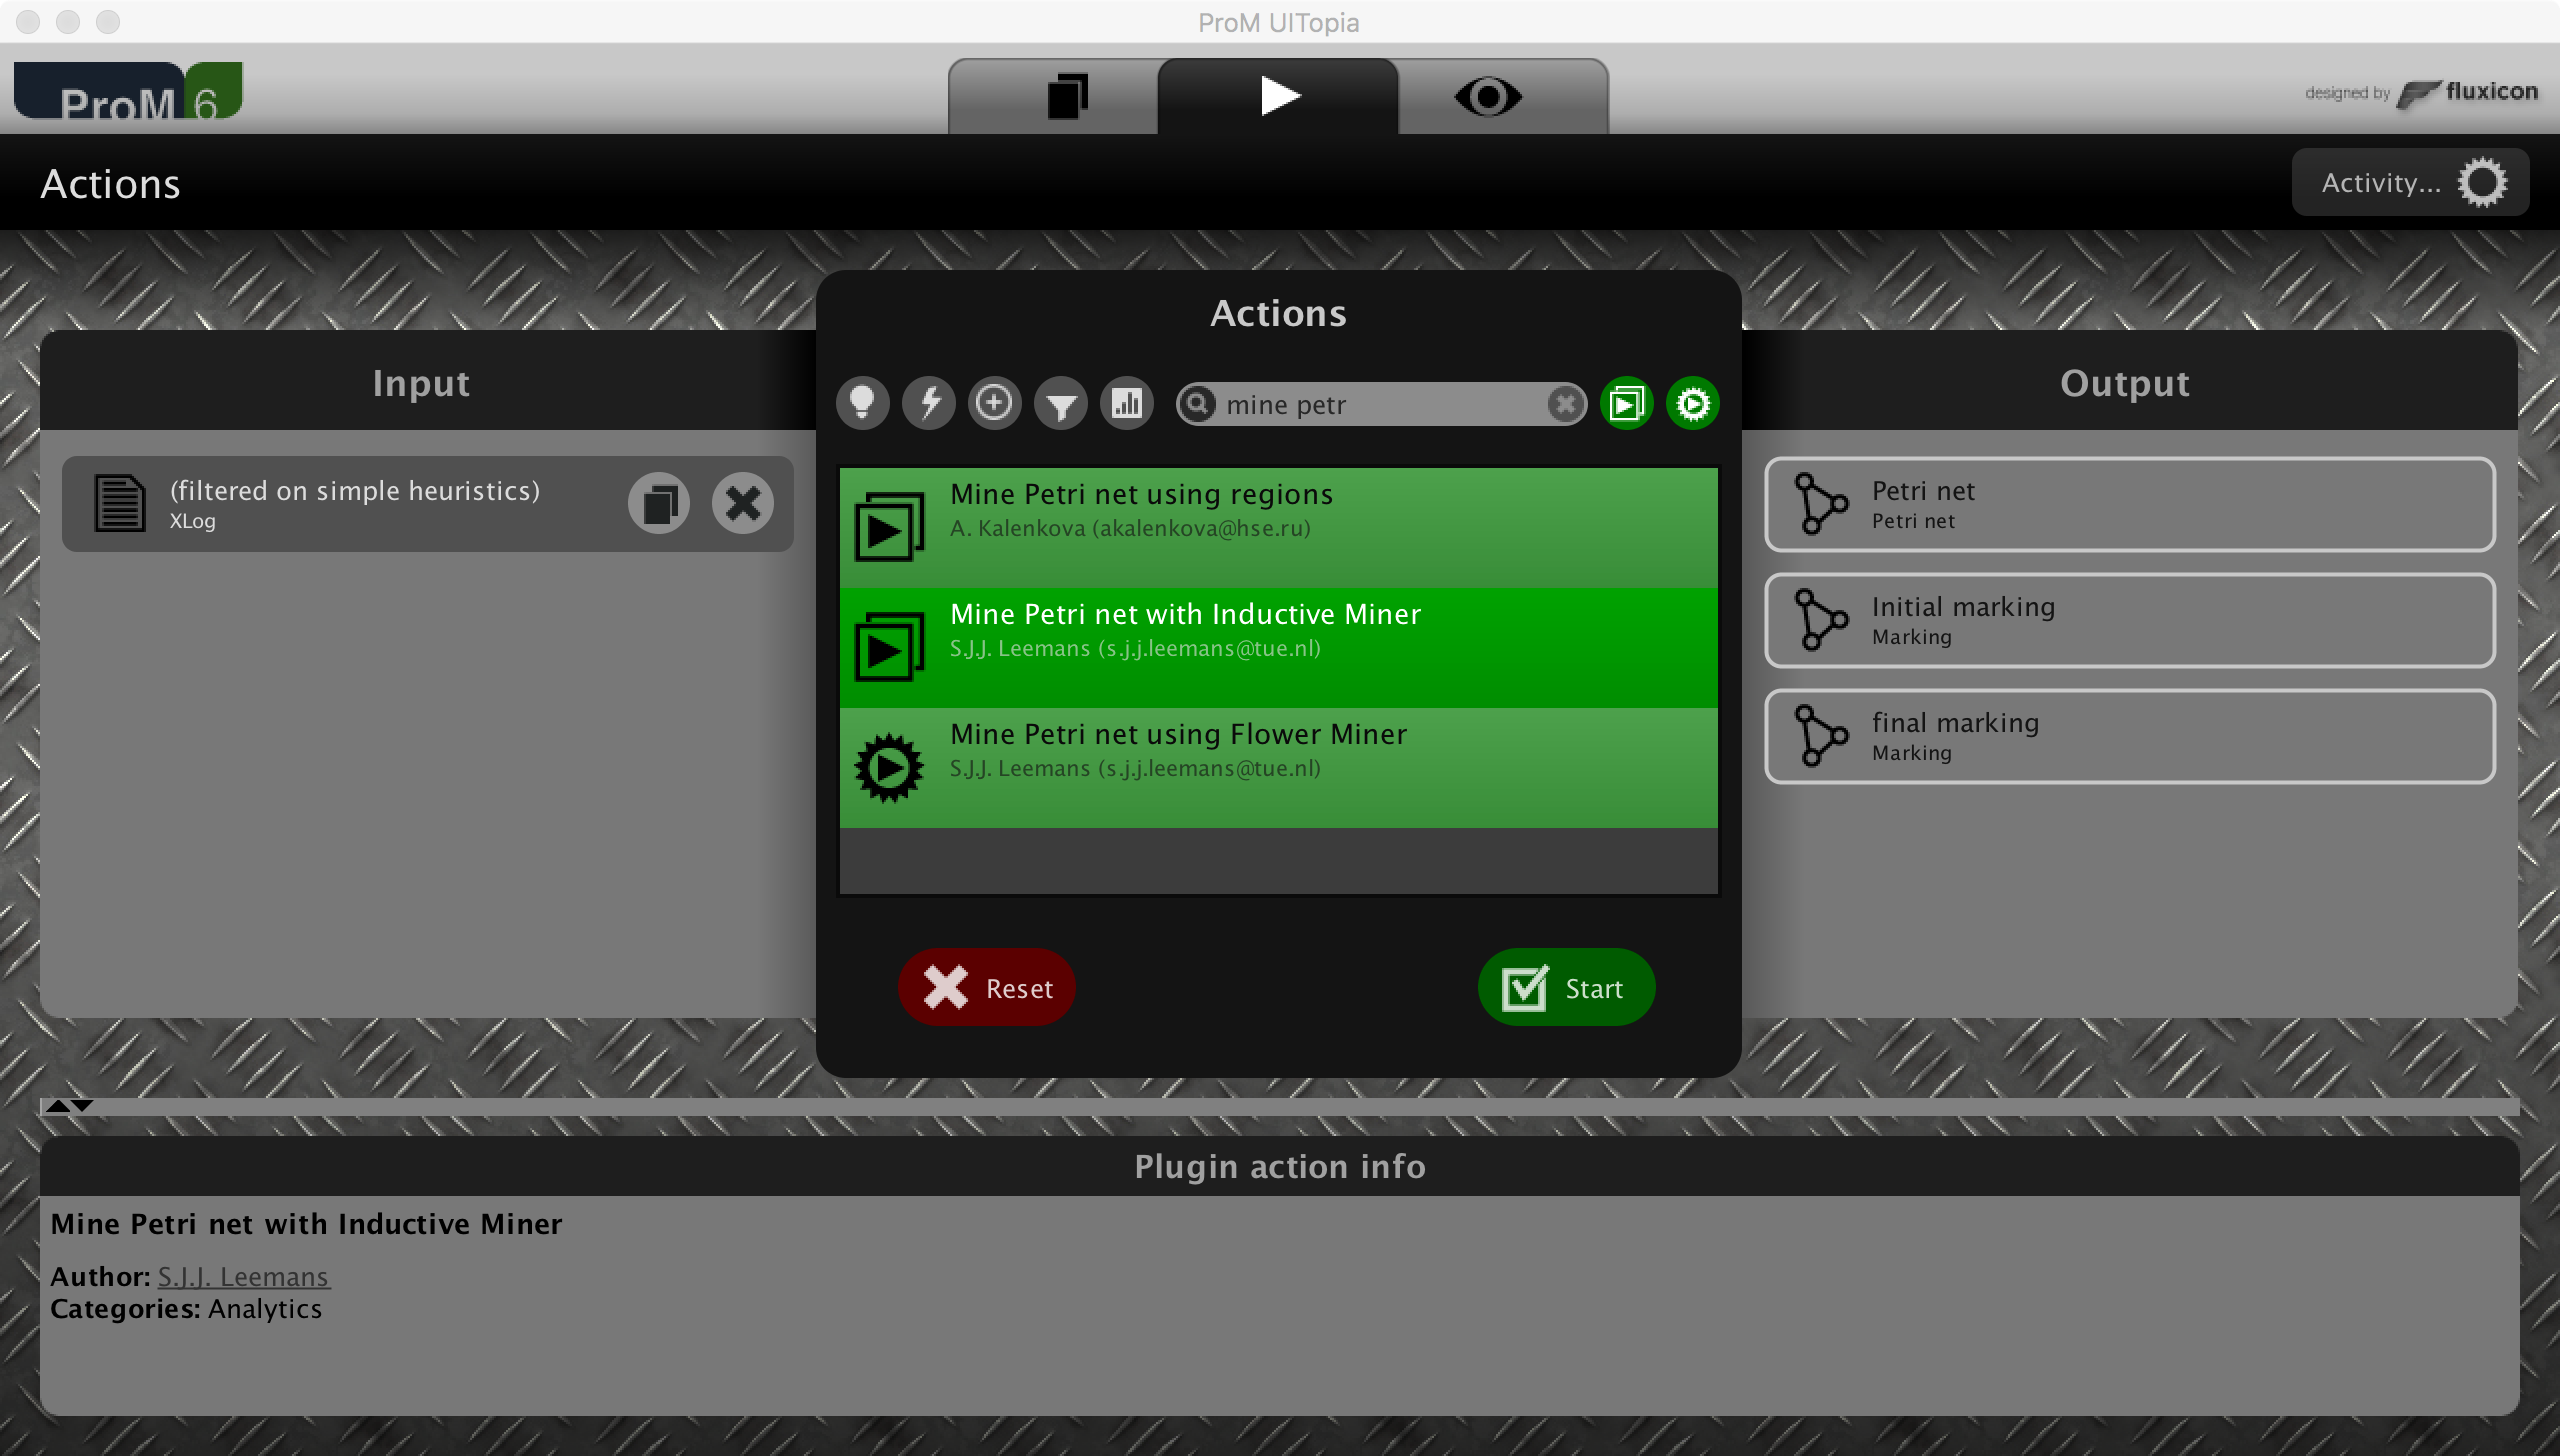 ProM UITopia
ProM 6
designed by fluxicon
Actions
Activity...
Actions
Input
mine petr
Output
(filtered on simple heuristics)
XLog
Mine Petri net using regions
A. Kalenkova (akalenkova@hse.ru)
Mine Petri net with Inductive Miner
S.J.J. Leemans (s.j.j.leemans@tue.nl)
Mine Petri net using Flower Miner
S.J.J. Leemans (s.j.j.leemans@tue.nl)
Petri net
Petri net
Initial marking
Marking
final marking
Marking
Reset
Start
Plugin action info
Mine Petri net with Inductive Miner
Author: S.J.J. Leemans
Categories: Analytics